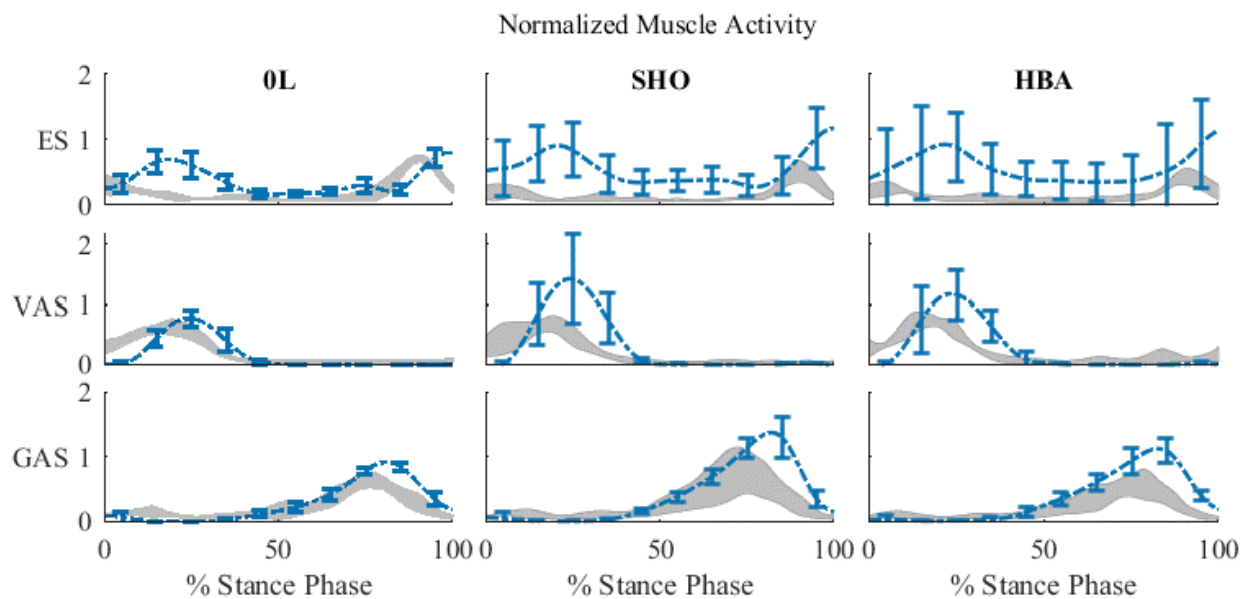 Normalized Muscle Activity
0L SHO HBA
2
ES 1
0
2
VAS 1
0
2
GAS 1
0
0 50 100 0 50 100 0 50 100
% Stance Phase % Stance Phase % Stance Phase